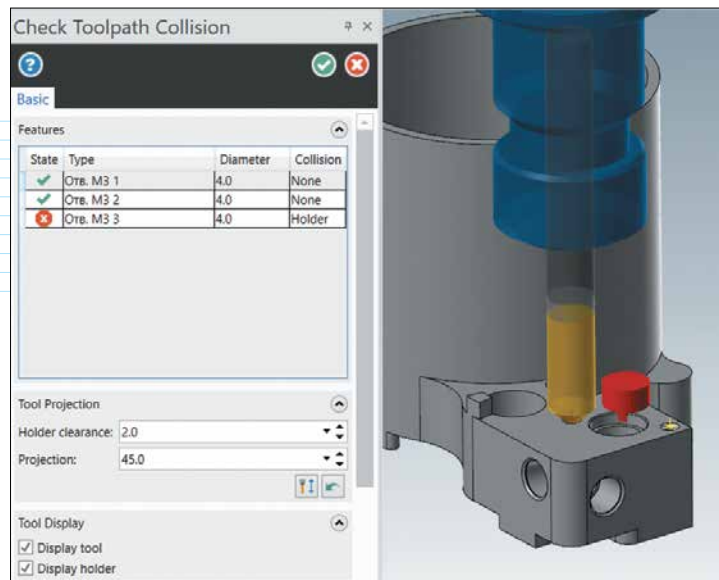 Check Toolpath Collision
Basic
Features
State Type Diameter Collision
Отв. М3 1 4.0 None
Отв. М3 2 4.0 None
Отв. М3 3 4.0 Holder
Tool Projection
Holder clearance: 2.0
Projection: 45.0
Tool Display
Display tool
Display holder